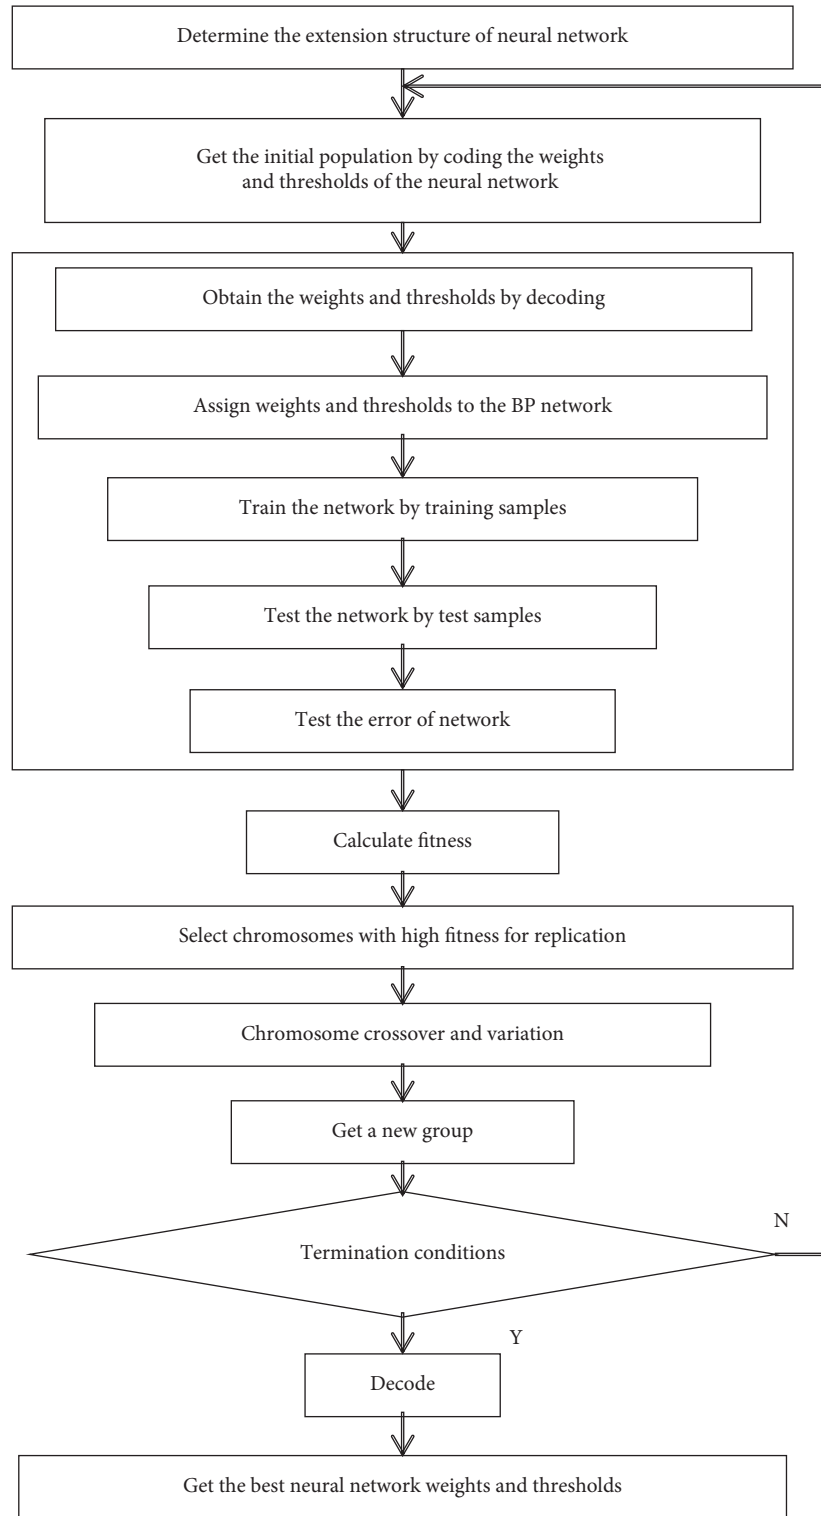 Determine the extension structure of neural network
Get the initial population by coding the weights
and thresholds of the neural network
Obtain the weights and thresholds by decoding
Assign weights and thresholds to the BP network
Train the network by training samples
Test the network by test samples
Test the error of network
Calculate fitness
Select chromosomes with high fitness for replication
Chromosome crossover and variation
Get a new group
N
Termination conditions
Y
Decode
Get the best neural network weights and thresholds